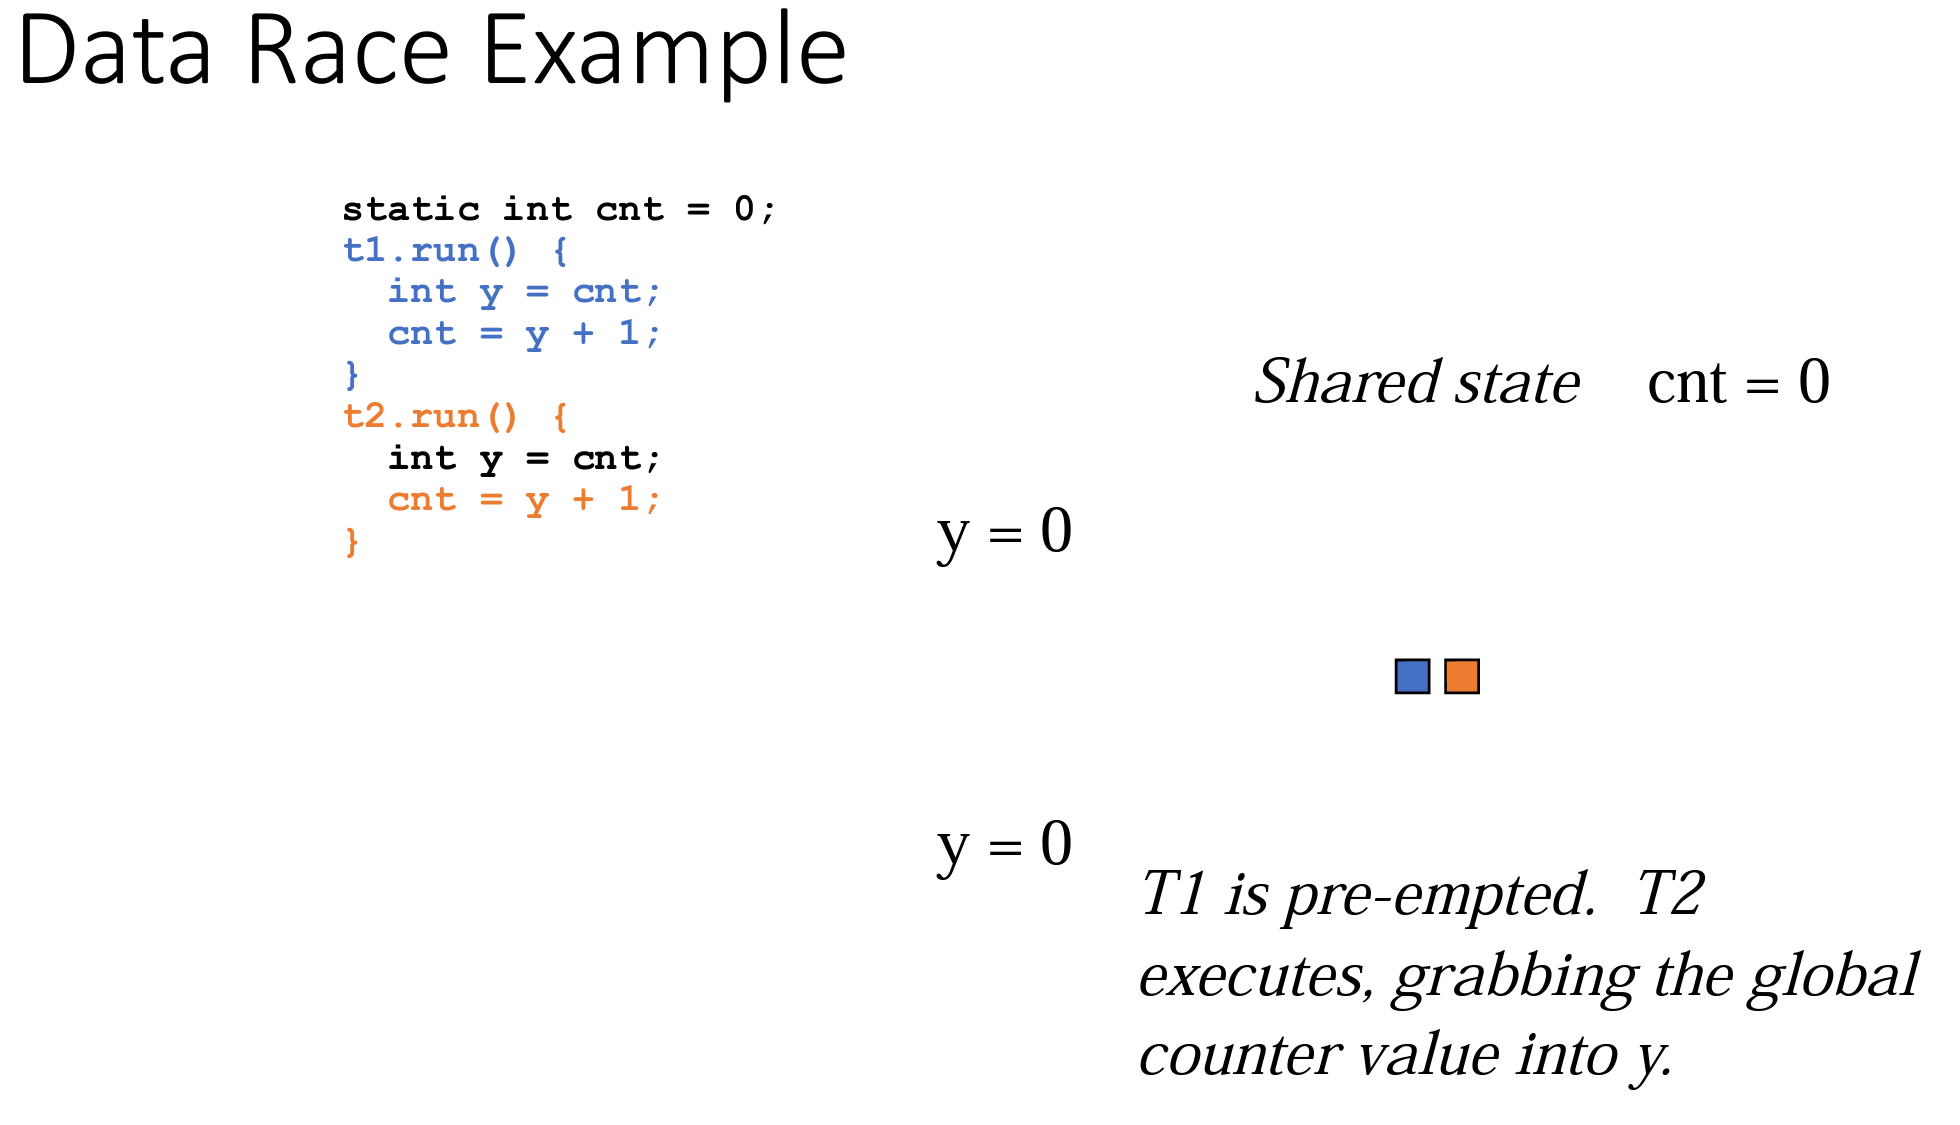 Data Race Example
static int cnt = 0;
t1.run() {
  int y = cnt;
  cnt = y + 1;
}
t2.run() {
  int y = cnt;
  cnt = y + 1;
}
Shared state cnt = 0
y = 0
y = 0
T1 is pre-empted. T2
executes, grabbing the global
counter value into y.